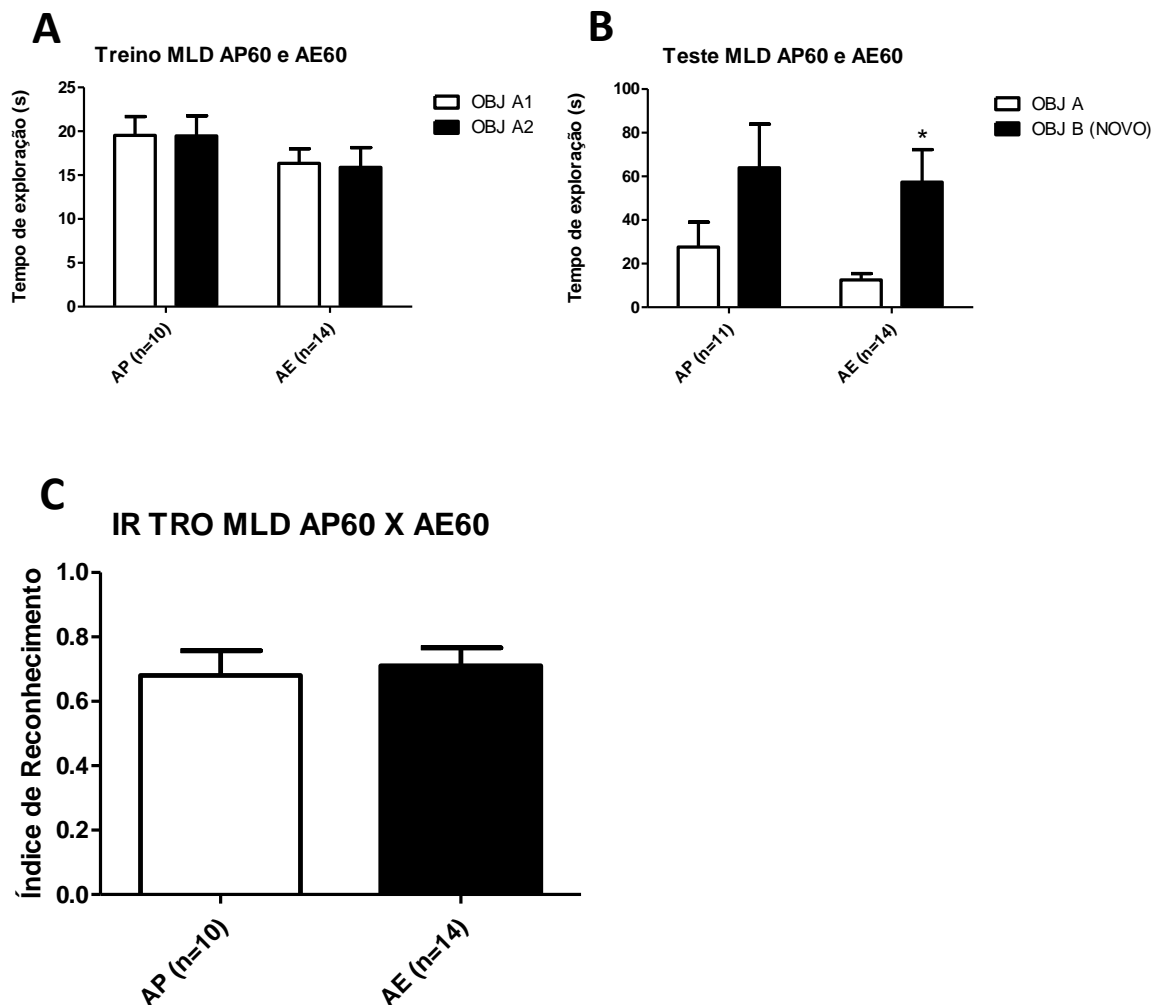 A
Treino MLD AP60 e AE60
Tempo de exploração (s)
25
20
15
10
5
0
AP (n=10)
AE (n=14)
OBJ A1
OBJ A2
B
Teste MLD AP60 e AE60
Tempo de exploração (s)
100
80
60
40
20
0
*
AP (n=11)
AE (n=14)
OBJ A
OBJ B (NOVO)
C
IR TRO MLD AP60 X AE60
Índice de Reconhecimento
1.0
0.8
0.6
0.4
0.2
0.0
AP (n=10)
AE (n=14)